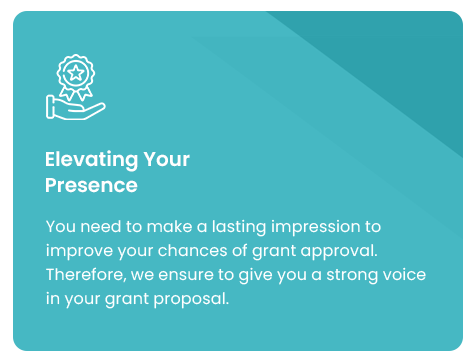 Elevating Your
Presence
You need to make a lasting impression to
improve your chances of grant approval.
Therefore, we ensure to give you a strong voice
in your grant proposal.